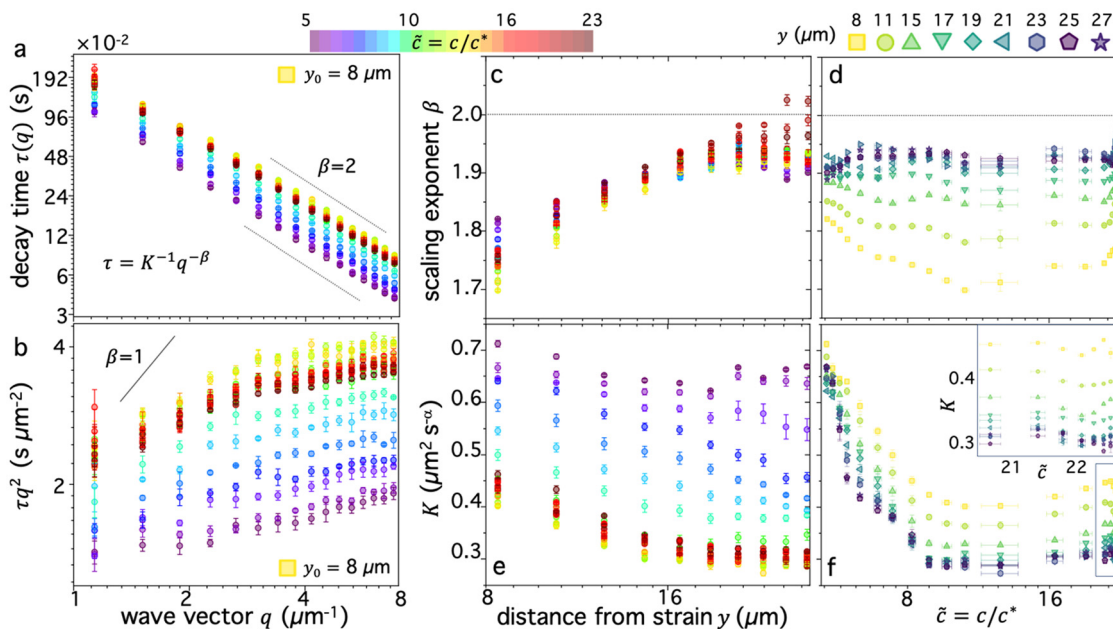 5 10 16 23
c̃ = c/c*
y (μm)
8 11 15 17 19 21 23 25 27
a
×10⁻²
192
96
48
24
12
6
3
decay time τ(q) (s)
y₀ = 8 μm
β=2
τ = K⁻¹q⁻ᵝ
b
4
2
τq² (s μm⁻²)
β=1
y₀ = 8 μm
2 4 8
wave vector q (μm⁻¹)
c
2.0
1.9
1.8
1.7
scaling exponent β
d
e
0.7
0.6
0.5
0.4
0.3
K (μm² s⁻ᵅ)
8 16
distance from strain y (μm)
f
K
0.4
0.3
21 22
c̃
8 16
c̃ = c/c*